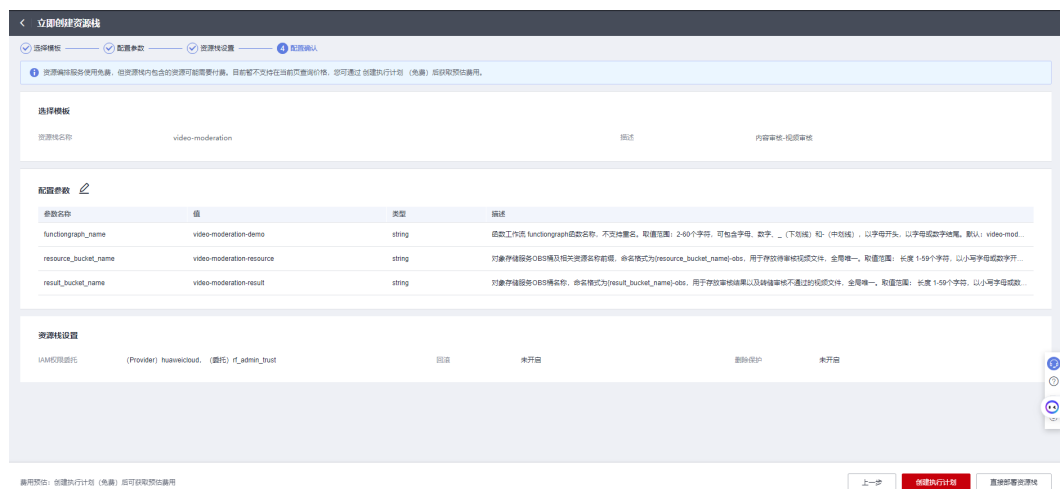 立即创建资源栈
选择模板 配置参数 资源栈设置 4 配置确认
资源编排服务使用免费，但资源栈内包含的资源可能需要付费。目前暂不支持在当前页查询价格，您可通过 创建执行计划 （免费）后获取预估费用。
选择模板
资源栈名称 video-moderation 描述 内容审核-视频审核
配置参数
参数名称 值 类型 描述
functiongraph_name video-moderation-demo string 函数工作流 functiongraph函数名称，不支持重名。取值范围：2-60个字符，可包含字母、数字、_（下划线）和-（中划线），以字母开头，以字母或数字结尾。默认：video-mod...
resource_bucket_name video-moderation-resource string 对象存储服务OBS桶及相关资源名称前缀，命名格式为{resource_bucket_name}-obs，用于存放待审核视频文件，全局唯一。取值范围： 长度 1-59个字符，以小写字母或数字开...
result_bucket_name video-moderation-result string 对象存储服务OBS桶名称，命名格式为{result_bucket_name}-obs，用于存放审核结果以及转储审核不通过的视频文件，全局唯一。取值范围： 长度 1-59个字符，以小写字母或数...
资源栈设置
IAM权限委托 (Provider) huaweicloud， (委托) rf_admin_trust 回滚 未开启 删除保护 未开启
费用预估：创建执行计划（免费）后可获取预估费用 上一步 创建执行计划 直接部署资源栈